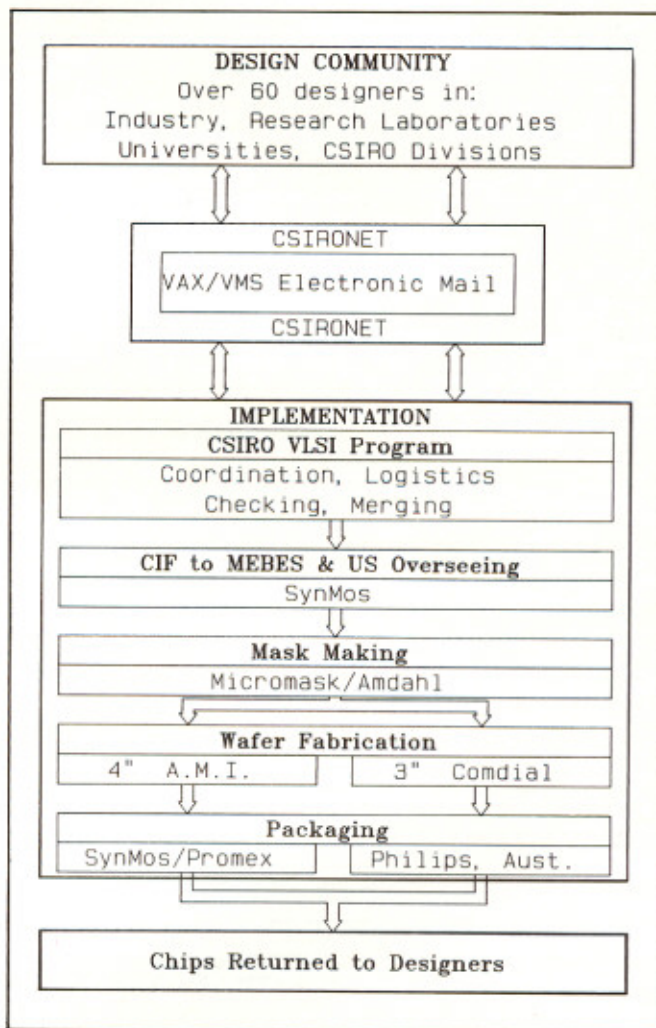 DESIGN COMMUNITY
Over 60 designers in:
Industry, Research Laboratories
Universities, CSIRO Divisions
CSIRONET
VAX/VMS Electronic Mail
CSIRONET
IMPLEMENTATION
CSIRO VLSI Program
Coordination, Logistics
Checking, Merging
CIF to MEBES & US Overseeing
SynMos
Mask Making
Micromask/Amdahl
Wafer Fabrication
4" A.M.I.
3" Comdial
Packaging
SynMos/Promex
Philips, Aust.
Chips Returned to Designers